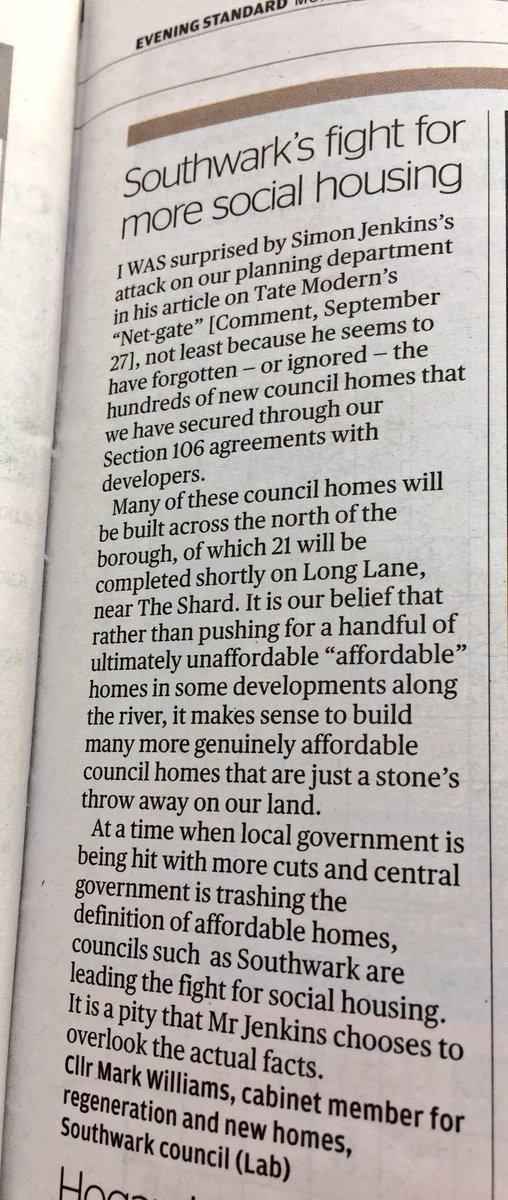 EVENING STANDARD
Southwark's fight for
more social housing
I WAS surprised by Simon Jenkins's
attack on our planning department
in his article on Tate Modern's
“Net-gate” [Comment, September
27], not least because he seems to
have forgotten – or ignored – the
hundreds of new council homes that
we have secured through our
Section 106 agreements with
developers.
Many of these council homes will
be built across the north of the
borough, of which 21 will be
completed shortly on Long Lane,
near The Shard. It is our belief that
rather than pushing for a handful of
ultimately unaffordable “affordable”
homes in some developments along
the river, it makes sense to build
many more genuinely affordable
council homes that are just a stone's
throw away on our land.
At a time when local government is
being hit with more cuts and central
government is trashing the
definition of affordable homes,
councils such as Southwark are
leading the fight for social housing.
It is a pity that Mr Jenkins chooses to
overlook the actual facts.
Cllr Mark Williams, cabinet member for
regeneration and new homes,
Southwark council (Lab)